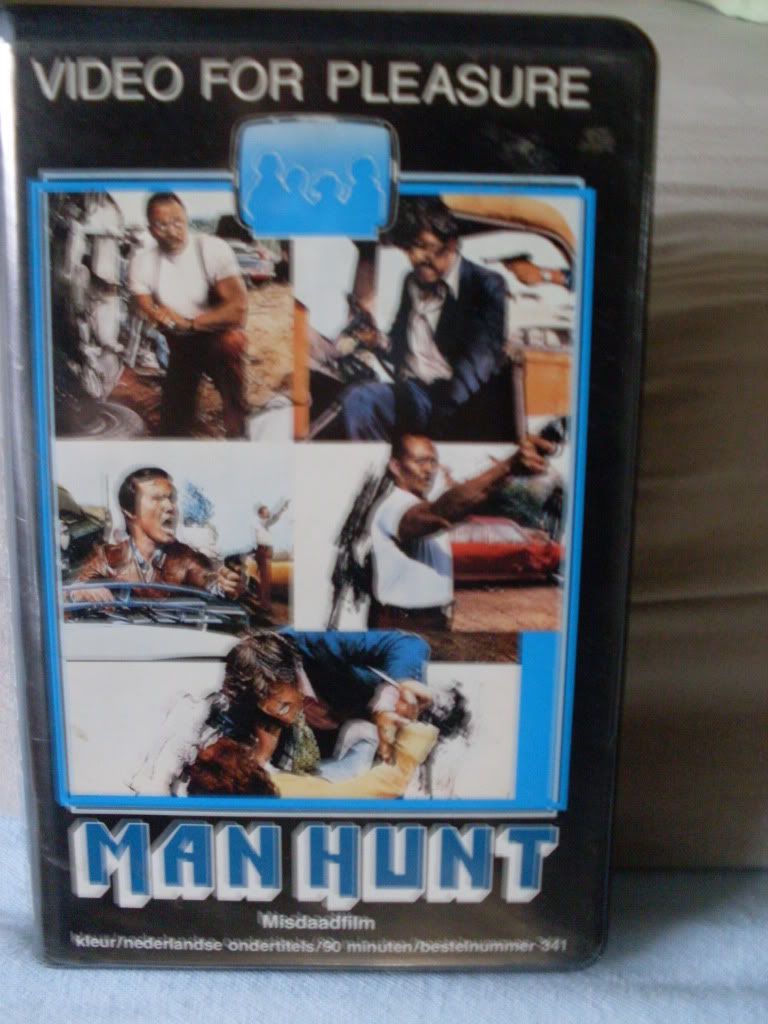 VIDEO FOR PLEASURE
MAN HUNT
Misdaadfilm
kleur/nederlandse ondertitels/90 minuten/bestelnummer 341